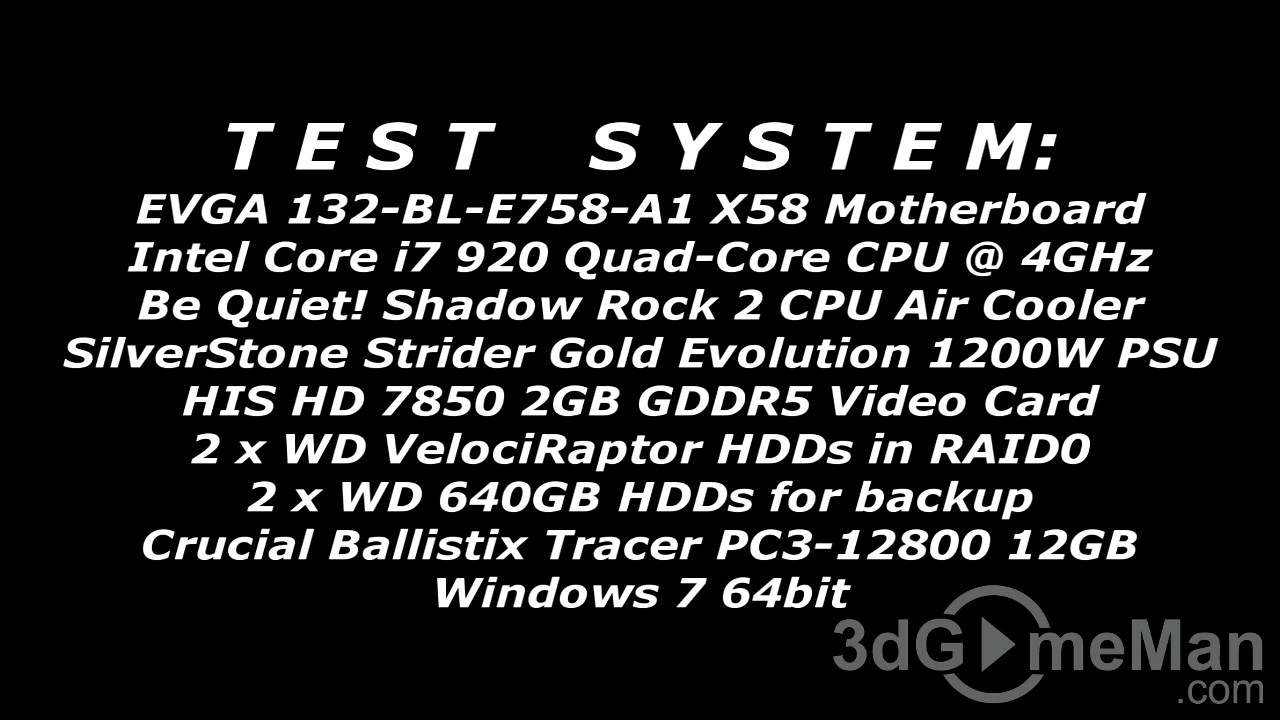 T E S T S Y S T E M:
EVGA 132-BL-E758-A1 X58 Motherboard
Intel Core i7 920 Quad-Core CPU @ 4GHz
Be Quiet! Shadow Rock 2 CPU Air Cooler
SilverStone Strider Gold Evolution 1200W PSU
HIS HD 7850 2GB GDDR5 Video Card
2 x WD VelociRaptor HDDs in RAID0
2 x WD 640GB HDDs for backup
Crucial Ballistix Tracer PC3-12800 12GB
Windows 7 64bit
3dGameMan
.com